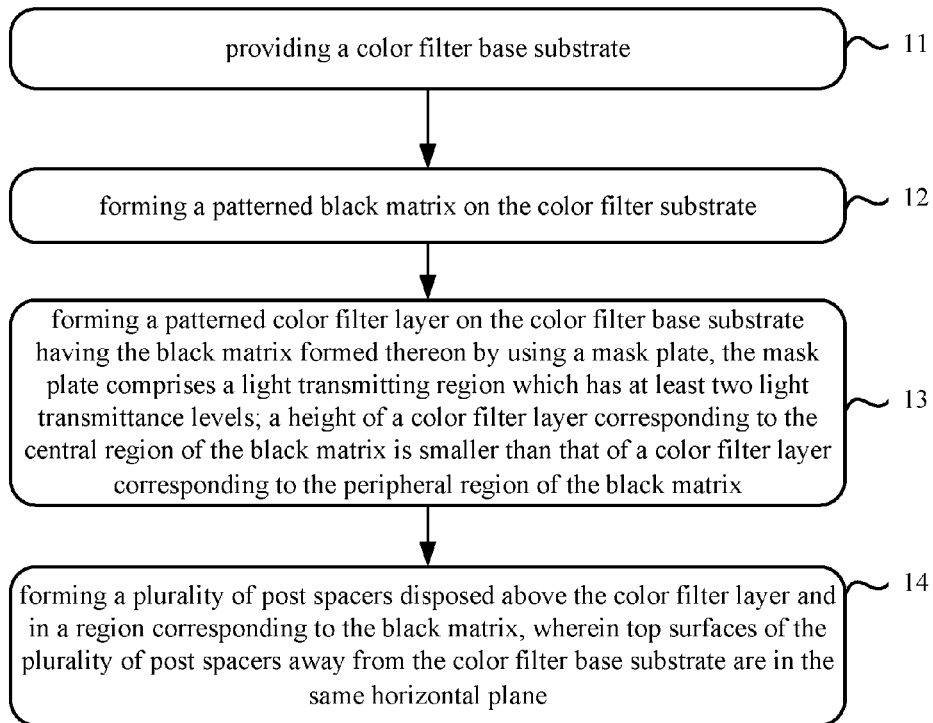 providing a color filter base substrate
11
forming a patterned black matrix on the color filter substrate
12
forming a patterned color filter layer on the color filter base substrate
having the black matrix formed thereon by using a mask plate, the mask
plate comprises a light transmitting region which has at least two light
transmittance levels; a height of a color filter layer corresponding to the
central region of the black matrix is smaller than that of a color filter layer
corresponding to the peripheral region of the black matrix
13
forming a plurality of post spacers disposed above the color filter layer and
in a region corresponding to the black matrix, wherein top surfaces of the
plurality of post spacers away from the color filter base substrate are in the
same horizontal plane
14